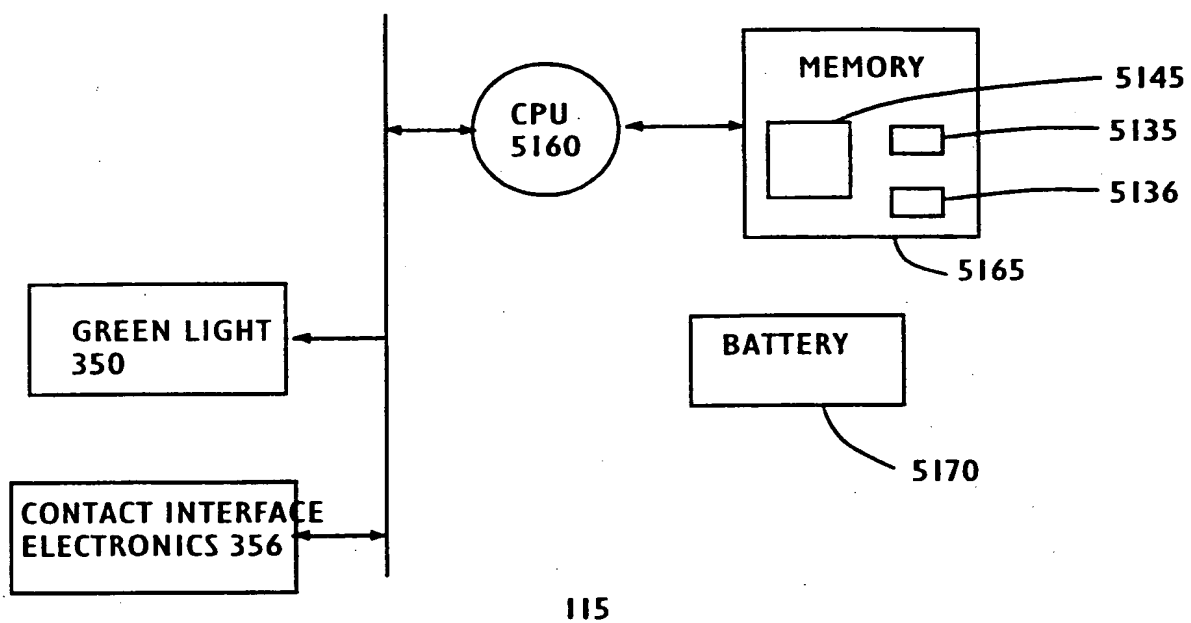 CPU
5160
MEMORY
5145
5135
5136
5165
GREEN LIGHT
350
BATTERY
5170
CONTACT INTERFACE
ELECTRONICS 356
115